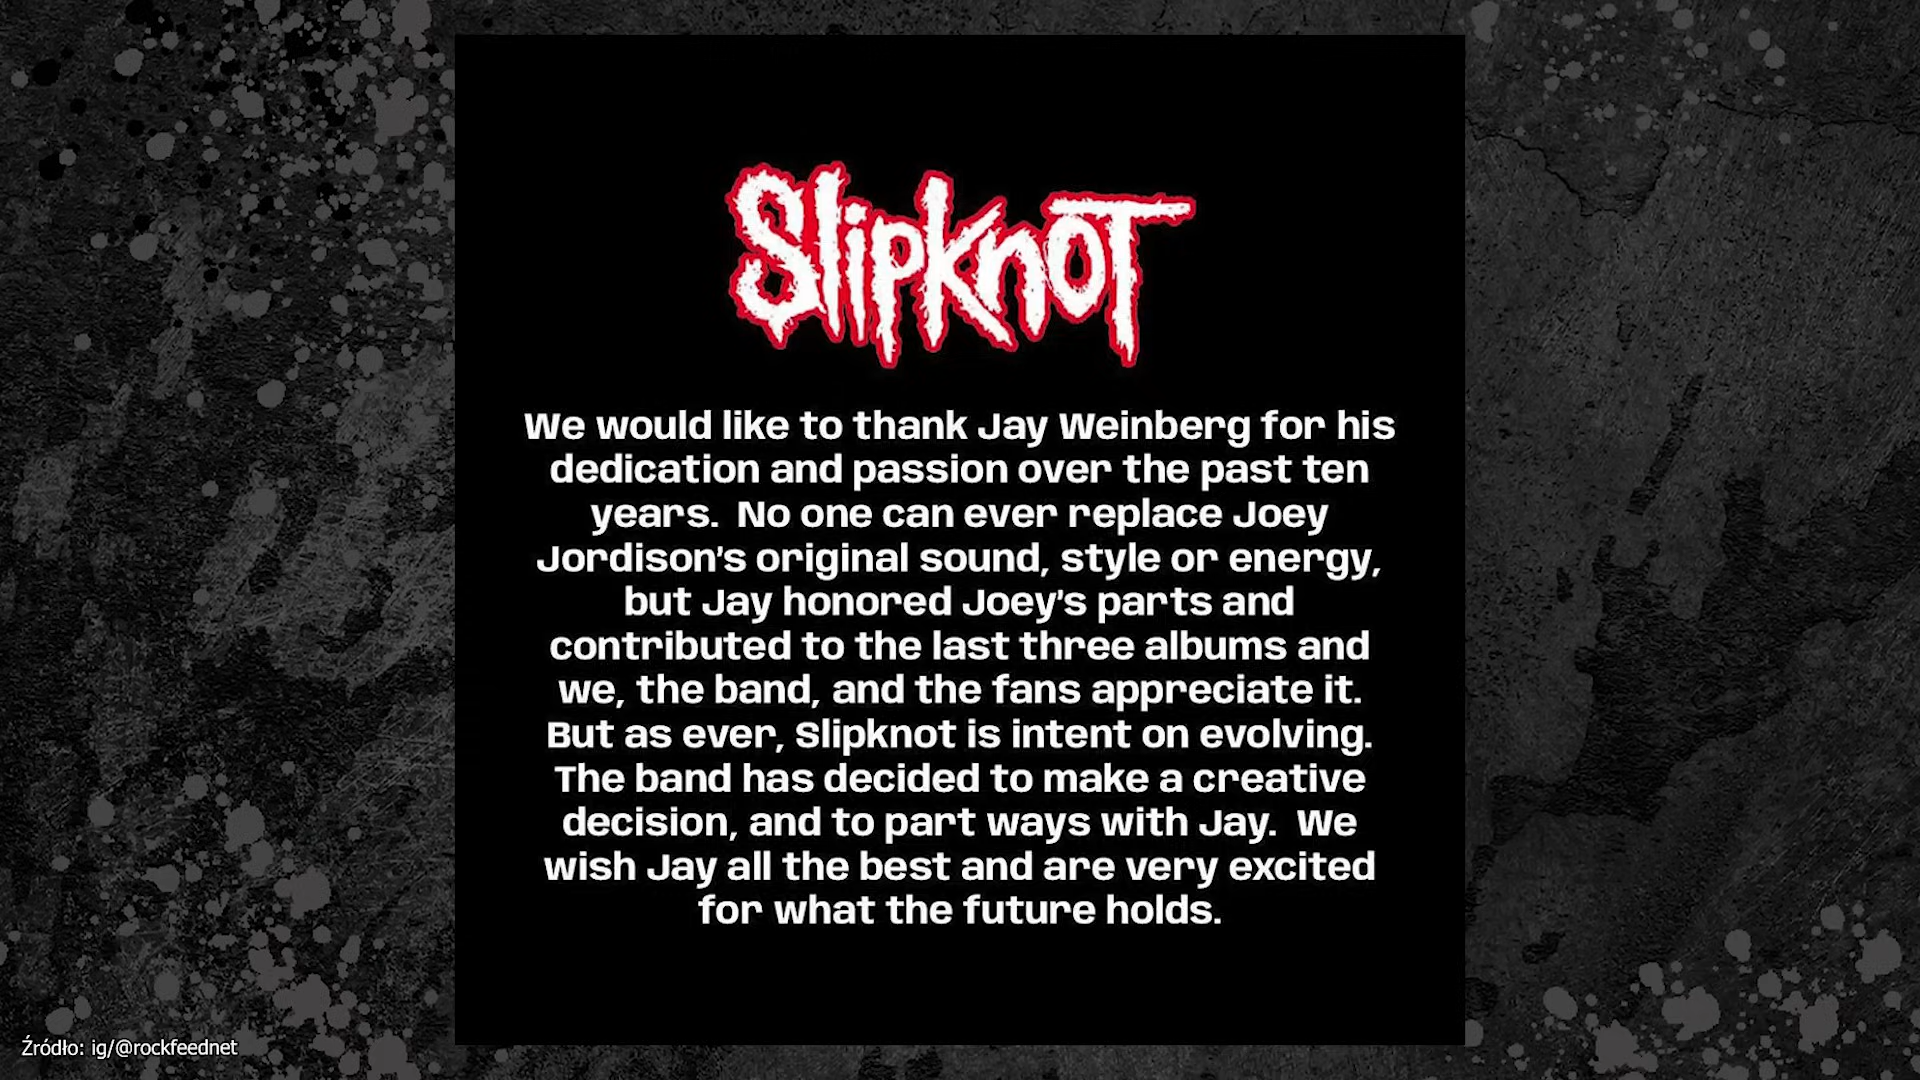 Slipknot
We would like to thank Jay Weinberg for his
dedication and passion over the past ten
years.  No one can ever replace Joey
Jordison's original sound, style or energy,
but Jay honored Joey's parts and
contributed to the last three albums and
we, the band, and the fans appreciate it.
But as ever, Slipknot is intent on evolving.
The band has decided to make a creative
decision, and to part ways with Jay.  We
wish Jay all the best and are very excited
for what the future holds.
Źródło: ig/@rockfeednet